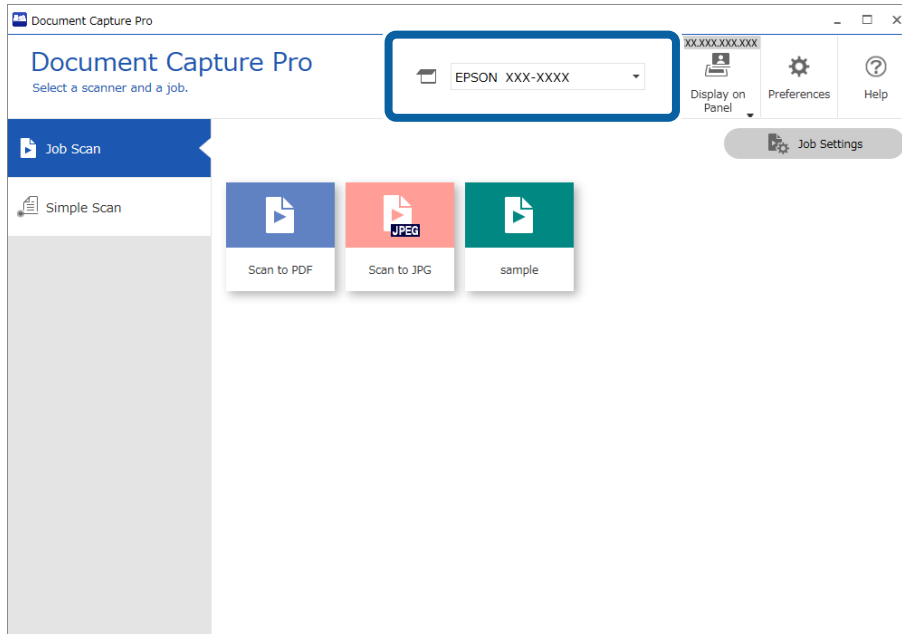 Document Capture Pro
Document Capture Pro
Select a scanner and a job.
EPSON XXX-XXXX
XX.XXX.XXX.XXX
Display on
Panel
Preferences
Help
Job Scan
Job Settings
Simple Scan
JPEG
Scan to PDF
Scan to JPG
sample